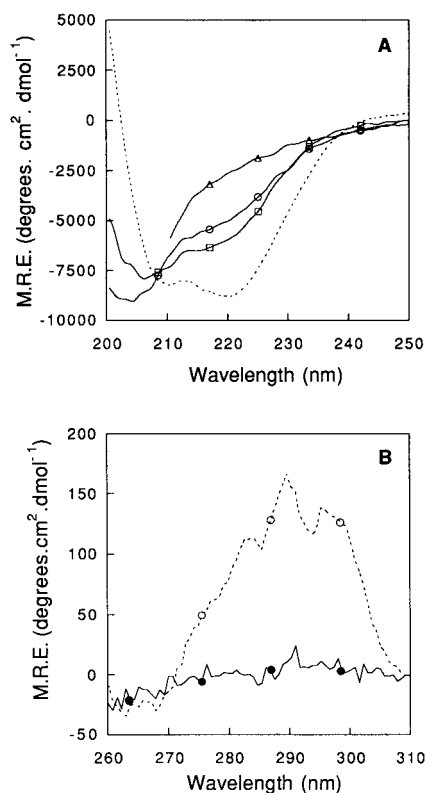 A
5000
2500
0
-2500
-5000
-7500
-10000
M.R.E. (degrees. cm². dmol⁻¹)
200 210 220 230 240 250
Wavelength (nm)
B
200
150
100
50
0
-50
M.R.E. (degrees.cm².dmol⁻¹)
260 270 280 290 300 310
Wavelength (nm)